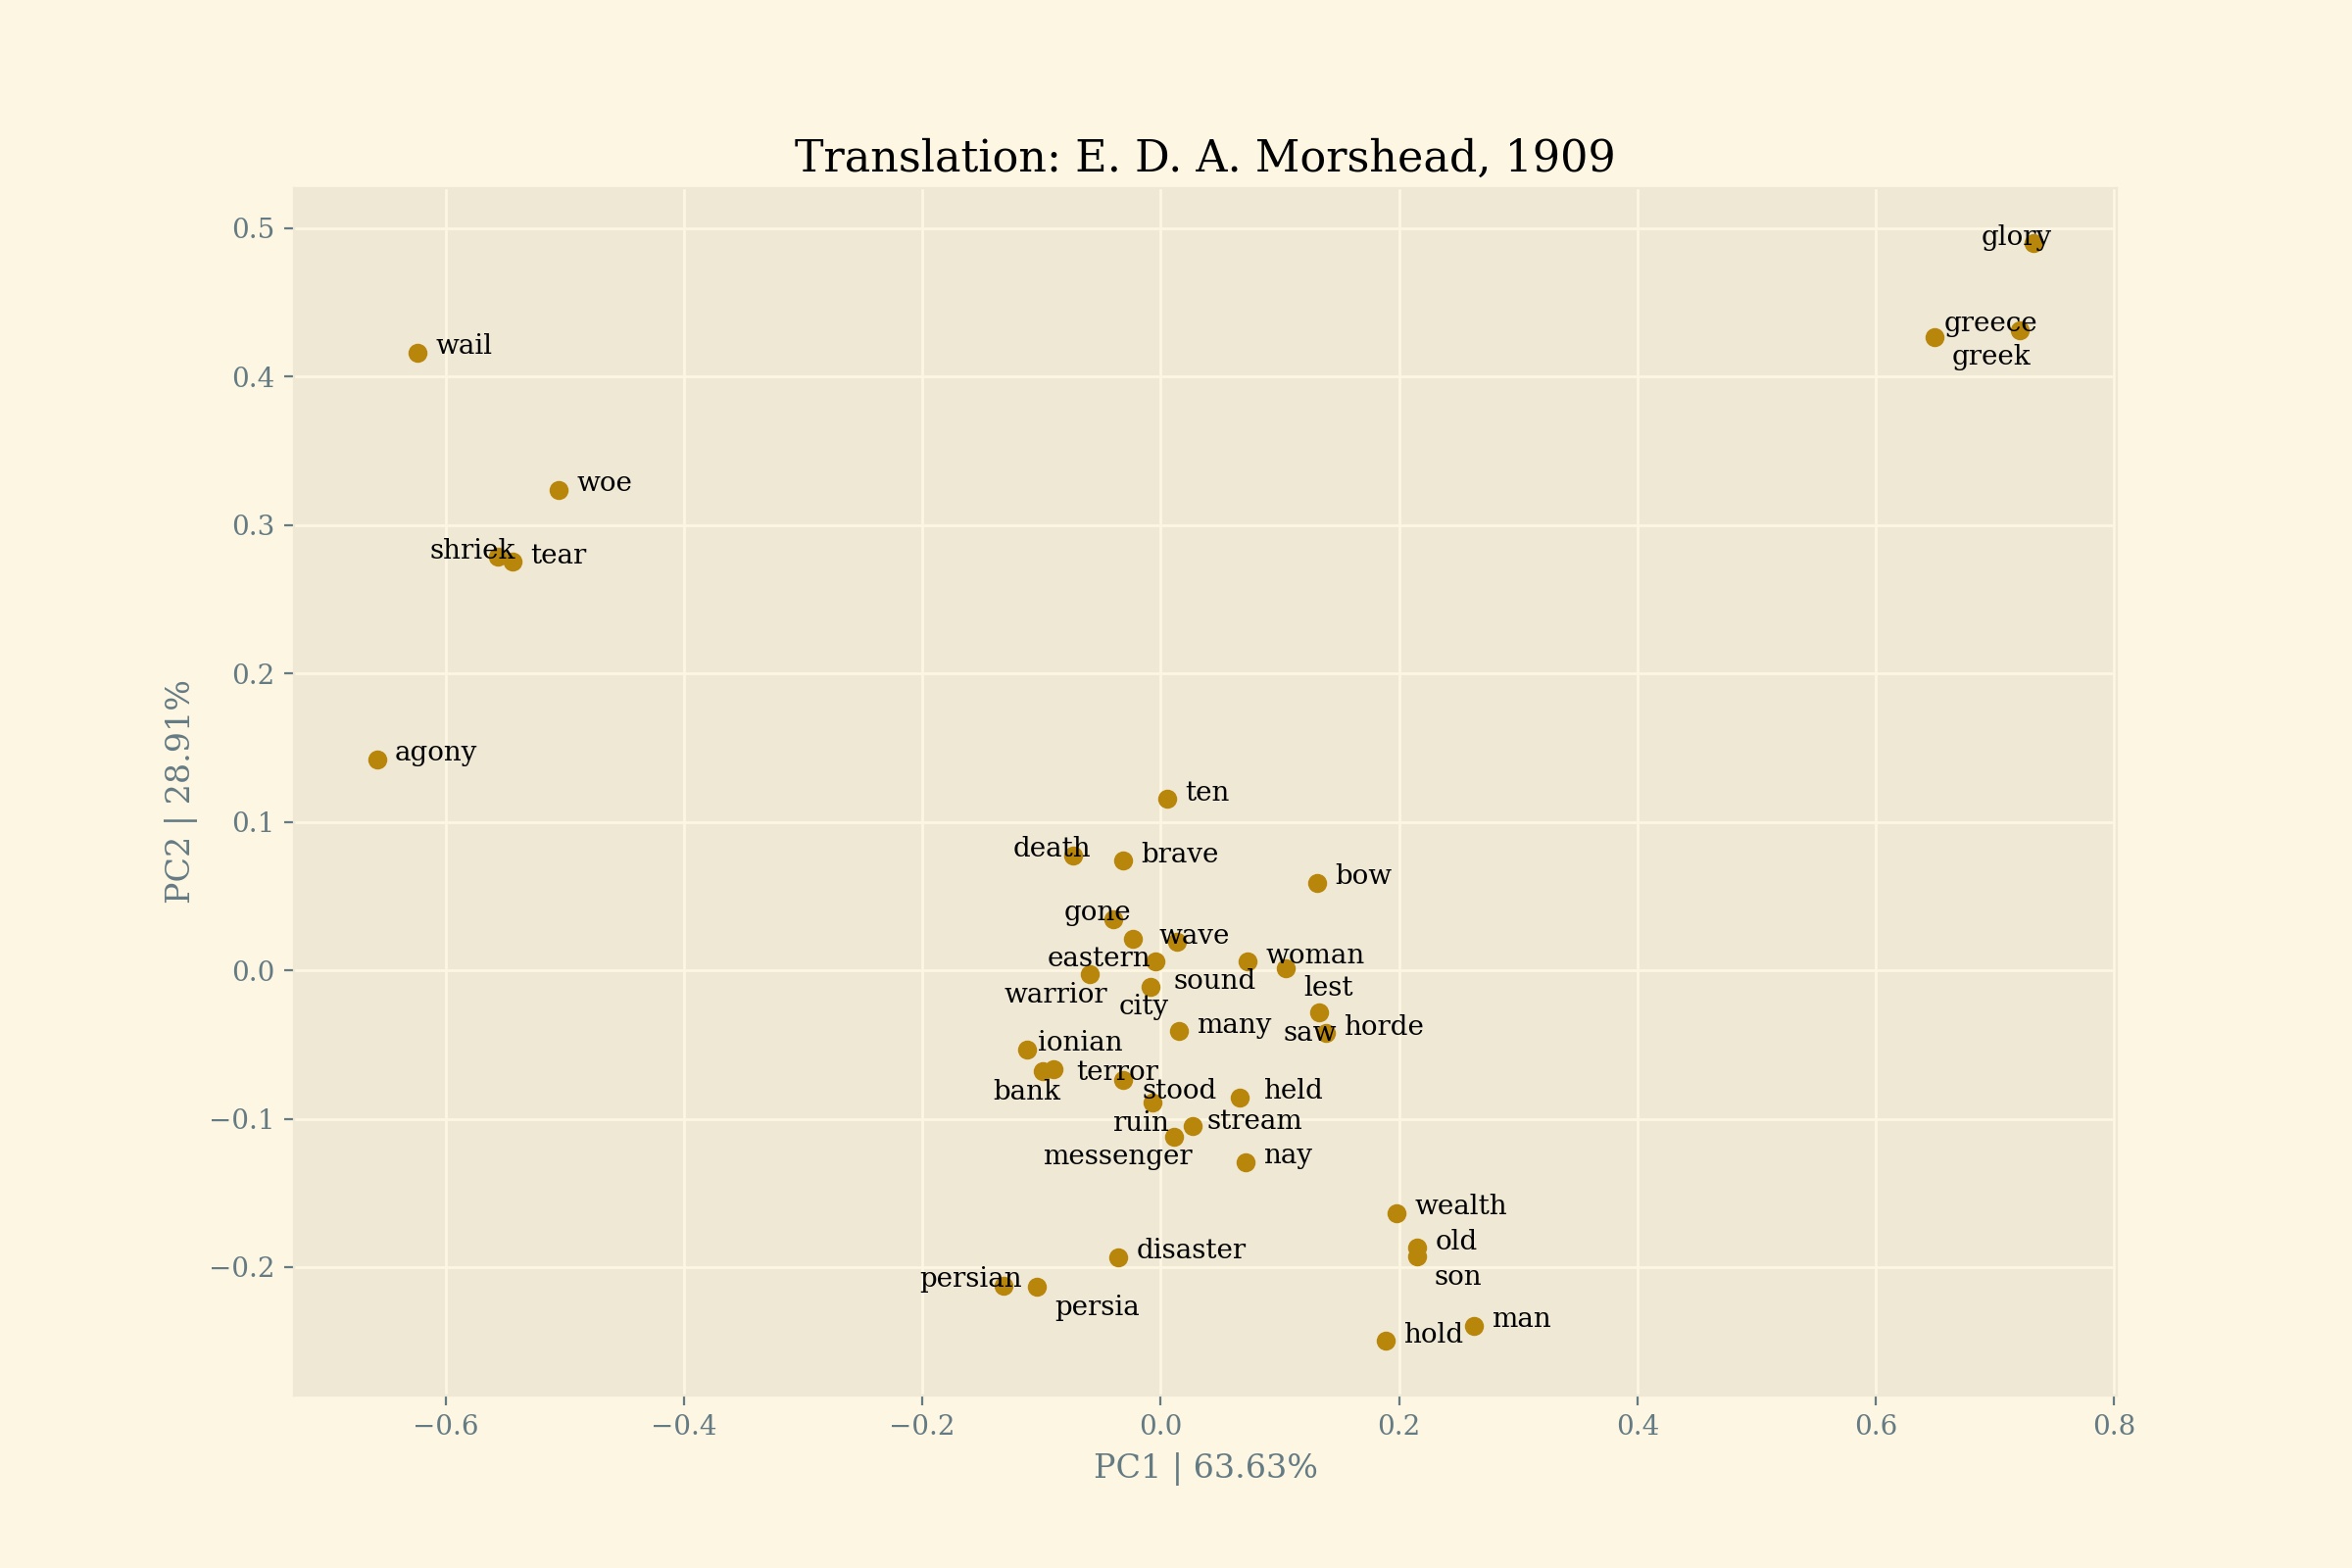 Translation: E. D. A. Morshead, 1909
glory
greece
greek
wail
woe
shriek
tear
agony
ten
death
brave
bow
gone
wave
eastern
woman
sound
lest
warrior
city
many
saw
horde
ionian
terror
bank
stood
held
ruin
stream
messenger
nay
wealth
old
disaster
son
persian
persia
man
hold
0.5
0.4
0.3
0.2
0.1
0.0
−0.1
−0.2
PC2 | 28.91%
−0.6
−0.4
−0.2
0.0
0.2
0.4
0.6
0.8
PC1 | 63.63%